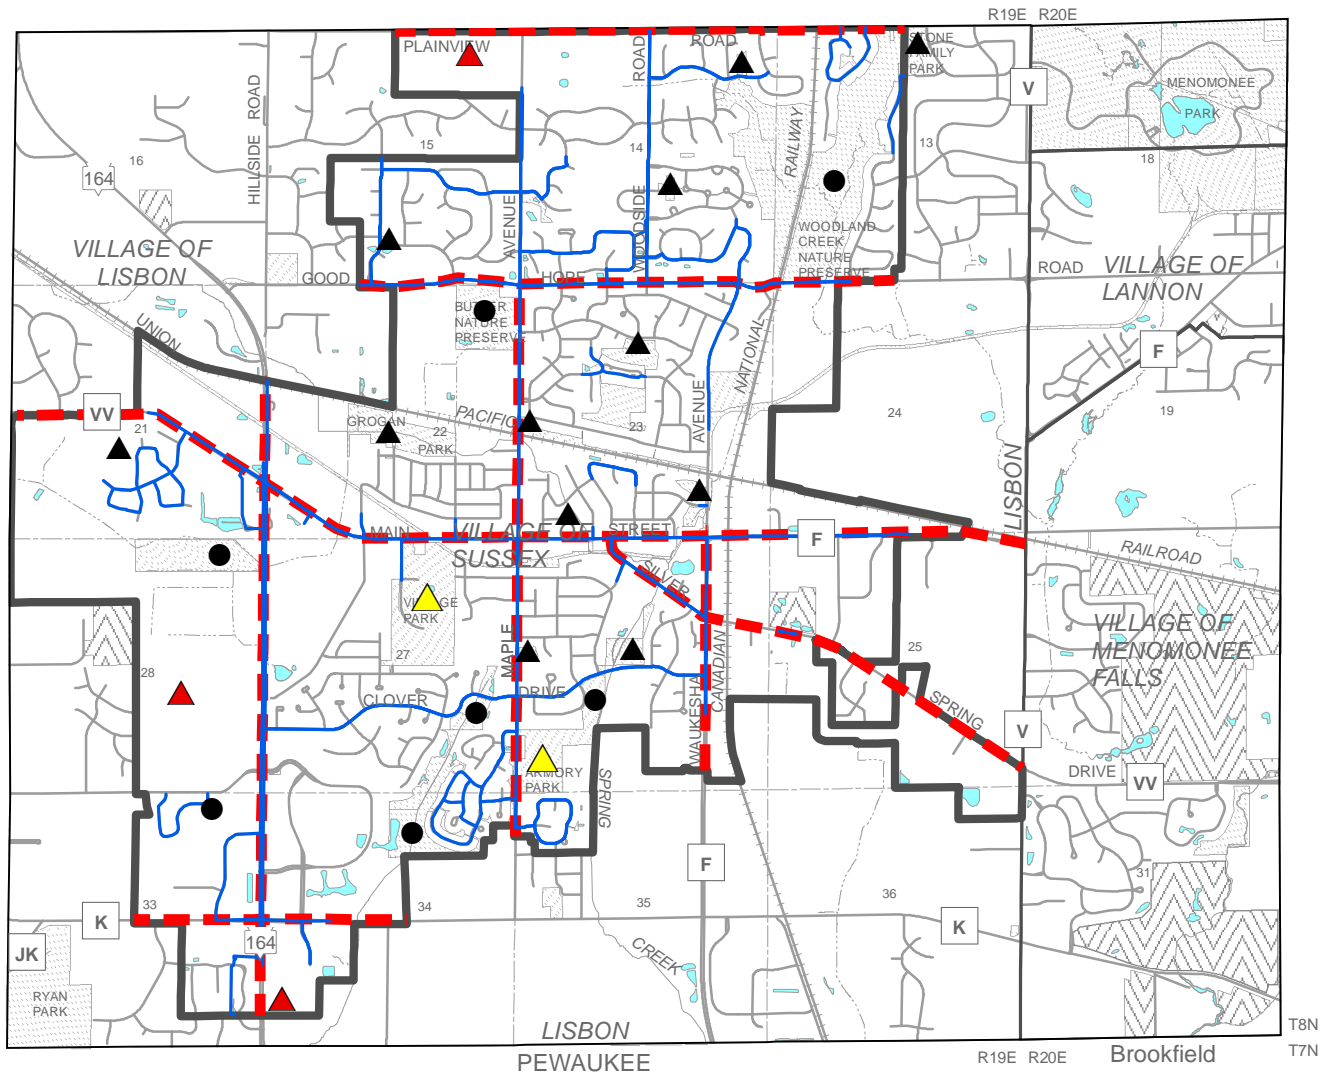 R19E R20E
PLAINVIEW
ROAD
STONE
FAMILY
PARK
ROAD
V
MENOMONEE
PARK
HILLSIDE ROAD
RAILWAY
16
15
14
13
18
164
AVENUE
WOODSIDE
VILLAGE OF
LISBON
WOODLAND
CREEK
NATURE
PRESERVE
GOOD
HOPE
ROAD
VILLAGE OF
LANNON
UNION
BUTLER
NATURE
PRESERVE
NATIONAL
F
VV
21
GROGAN
PARK
22
PACIFIC
23
AVENUE
24
19
LISBON
MAIN
VILLAGE OF
SUSSEX
STREET
F
RAILROAD
SILVER
VILLAGE
PARK
VILLAGE OF
MENOMONEE
FALLS
MAPLE
CANADIAN
28
27
25
CLOVER
DRIVE
WAUKESHA
SPRING
V
ARMORY
PARK
SPRING
DRIVE
VV
F
31
33
34
35
36
K
K
164
JK
CREEK
RYAN
PARK
LISBON
PEWAUKEE
T8N
T7N
R19E R20E
Brookfield